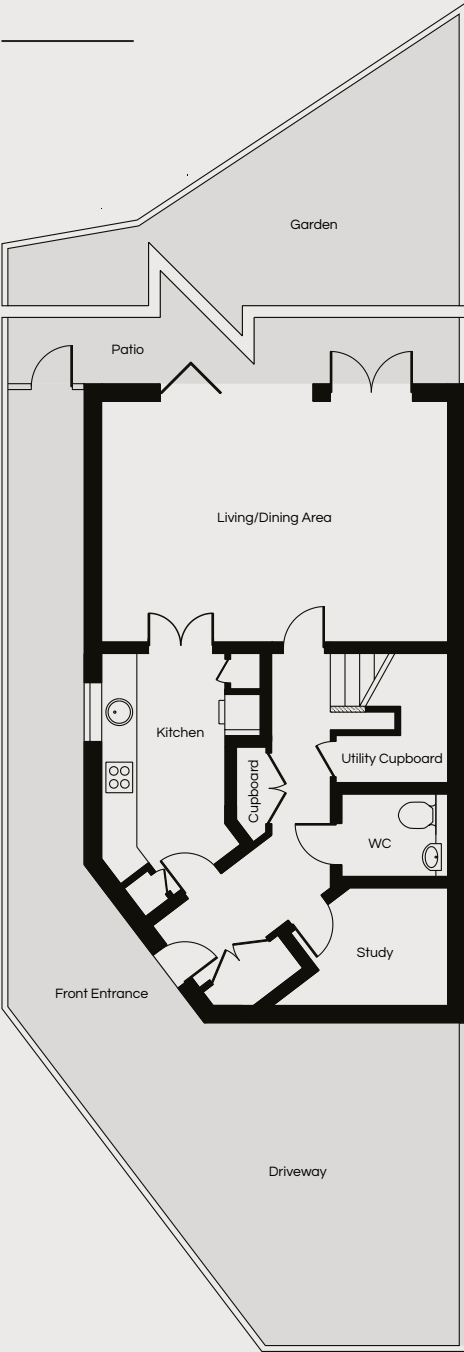 Garden
Patio
Living/Dining Area
Kitchen
Cupboard
Utility Cupboard
WC
Study
Front Entrance
Driveway